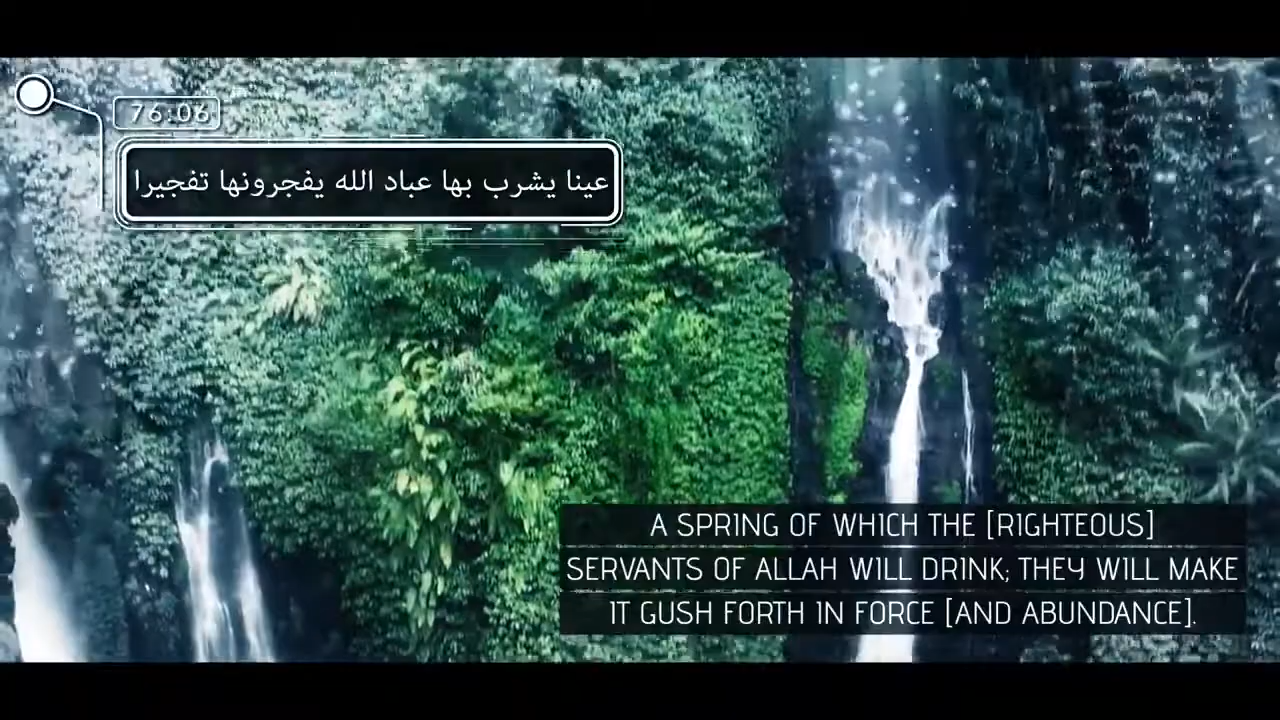 76:06
عينا يشرب بها عباد الله يفجرونها تفجيرا
A SPRING OF WHICH THE [RIGHTEOUS]
SERVANTS OF ALLAH WILL DRINK; THEY WILL MAKE
IT GUSH FORTH IN FORCE [AND ABUNDANCE].